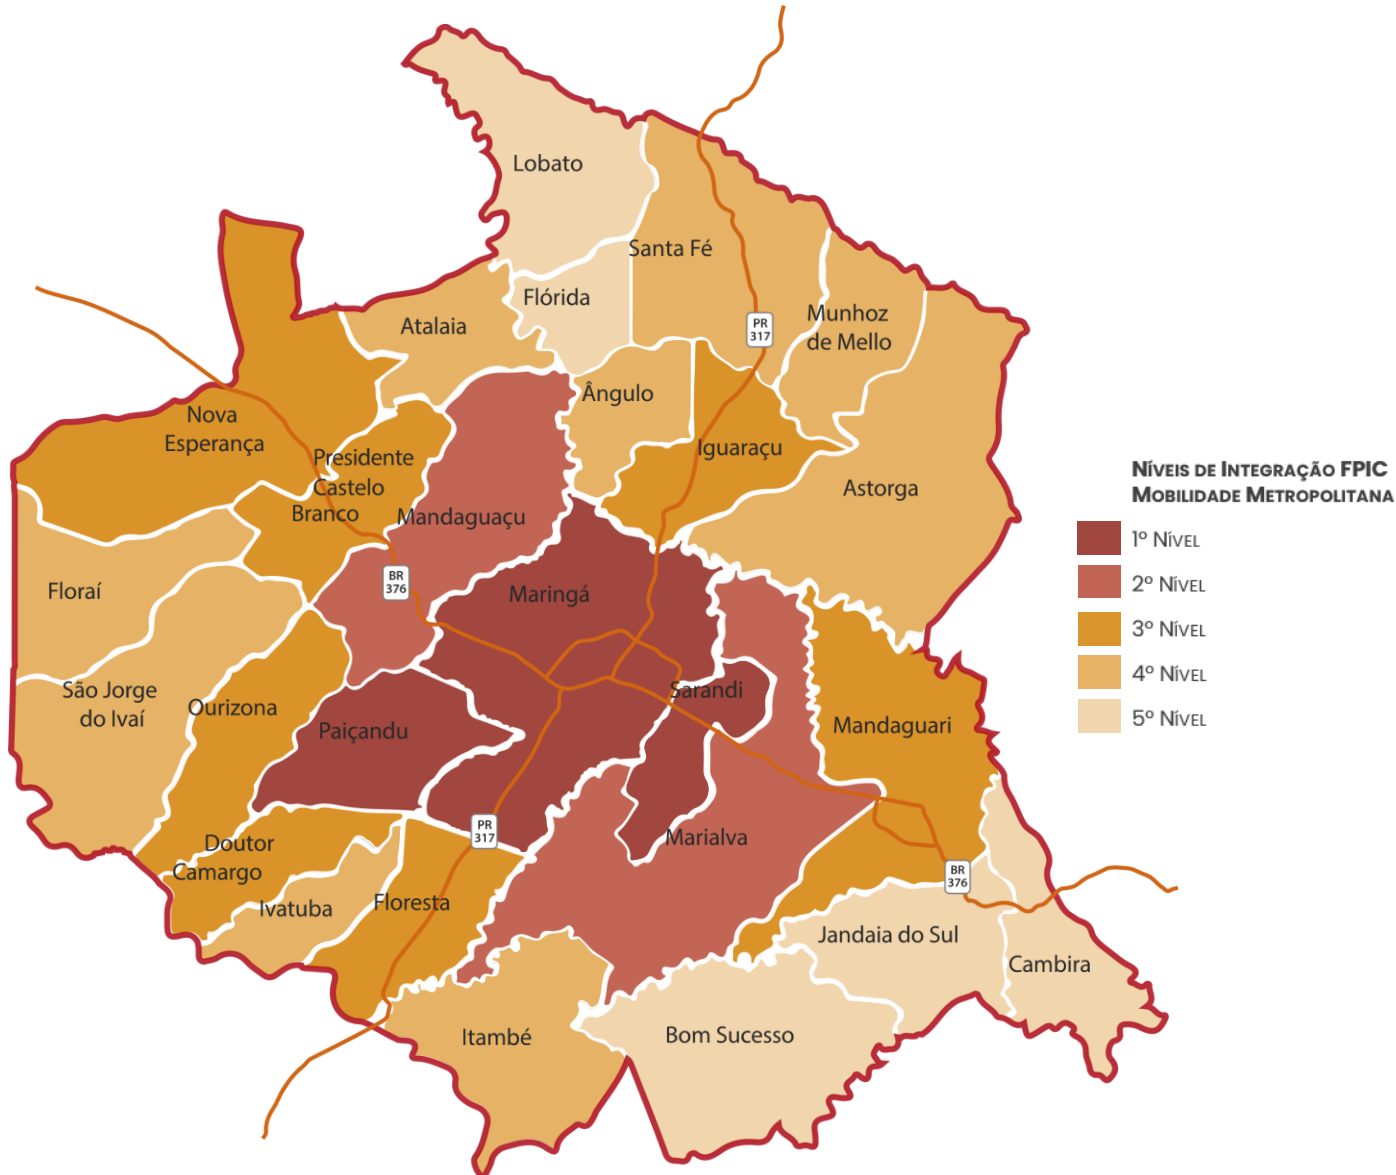 Lobato
Santa Fé
Flórida
Munhoz
de Mello
PR
317
Atalaia
Ângulo
Nova
Esperança
Iguaraçu
Presidente
Castelo
Branco
Astorga
Mandaguaçu
BR
376
Floraí
Maringá
São Jorge
do Ivaí
Ourizona
Sarandi
Paiçandu
Mandaguari
PR
317
Marialva
Doutor
Camargo
BR
376
Ivatuba
Floresta
Jandaia do Sul
Cambira
Itambé
Bom Sucesso
Níveis de Integração FPIC
Mobilidade Metropolitana
1º Nível
2º Nível
3º Nível
4º Nível
5º Nível